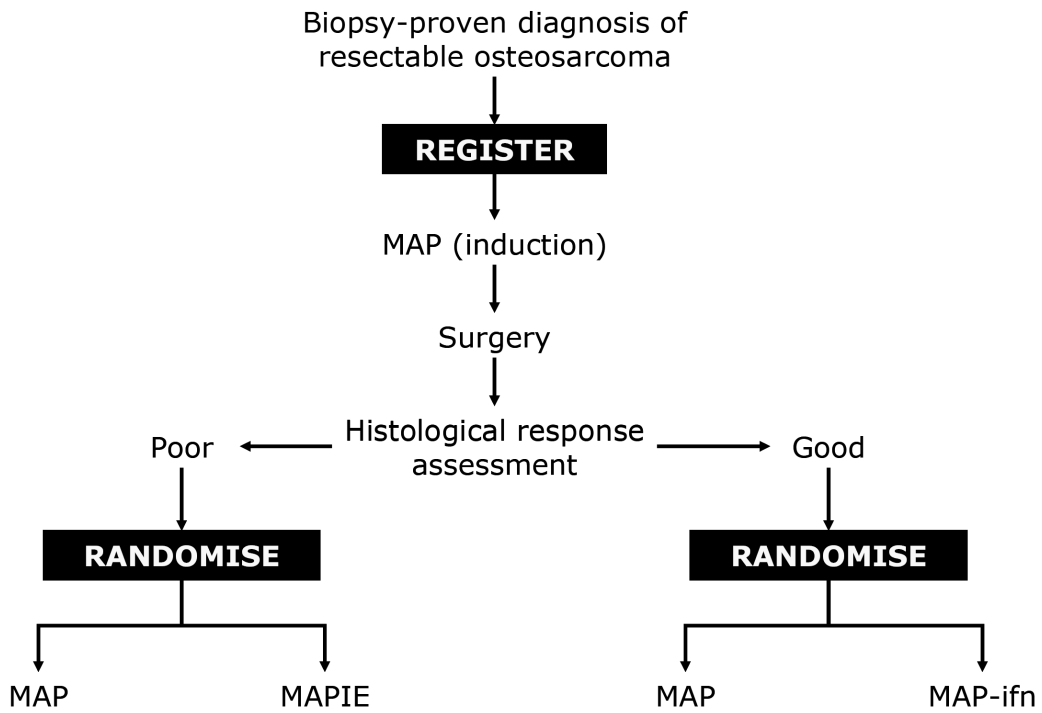 Biopsy-proven diagnosis of
resectable osteosarcoma
REGISTER
MAP (induction)
Surgery
Histological response
assessment
Poor
Good
RANDOMISE
RANDOMISE
MAP
MAPIE
MAP
MAP-ifn